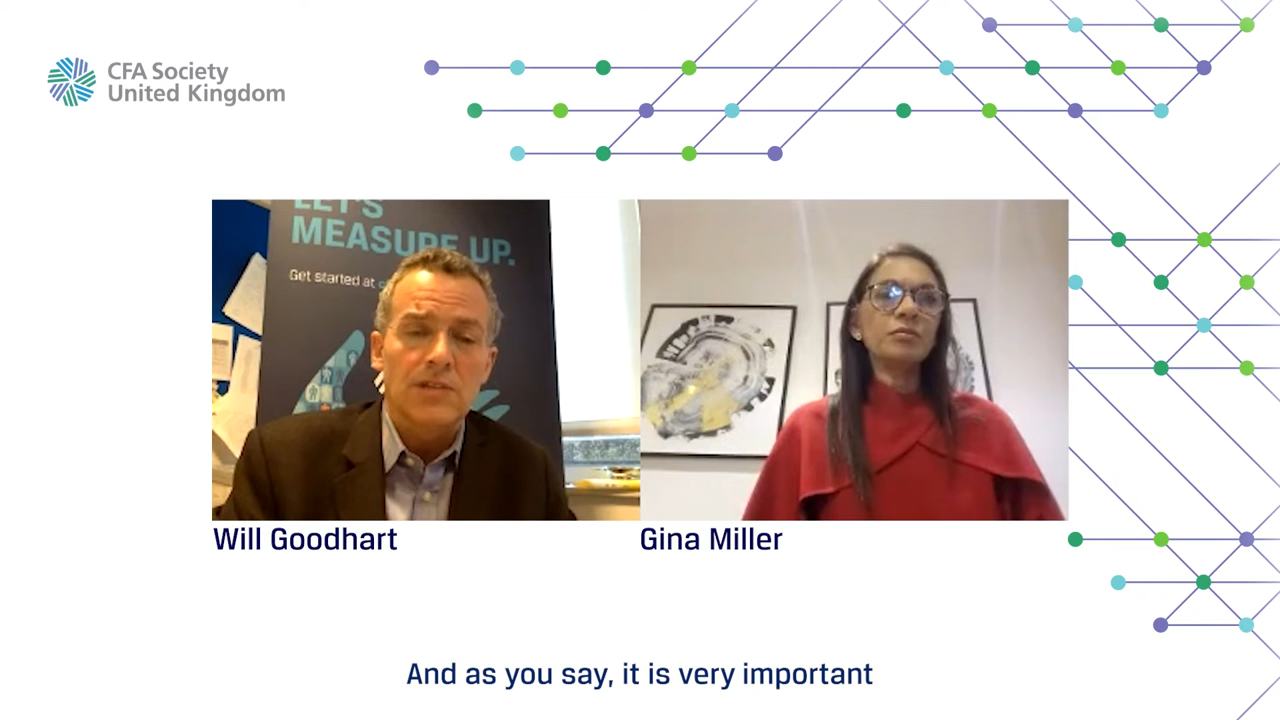 CFA Society
United Kingdom
LET'S
MEASURE UP.
Get started at
Will Goodhart
Gina Miller
And as you say, it is very important